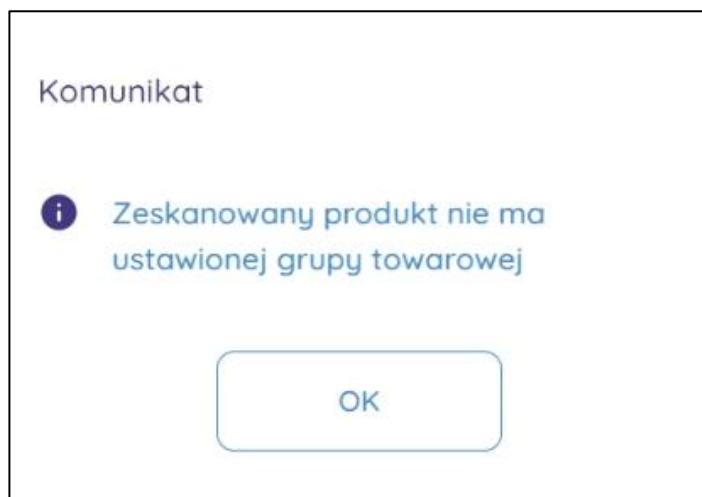 Komunikat
Zeskanowany produkt nie ma
ustawionej grupy towarowej
OK